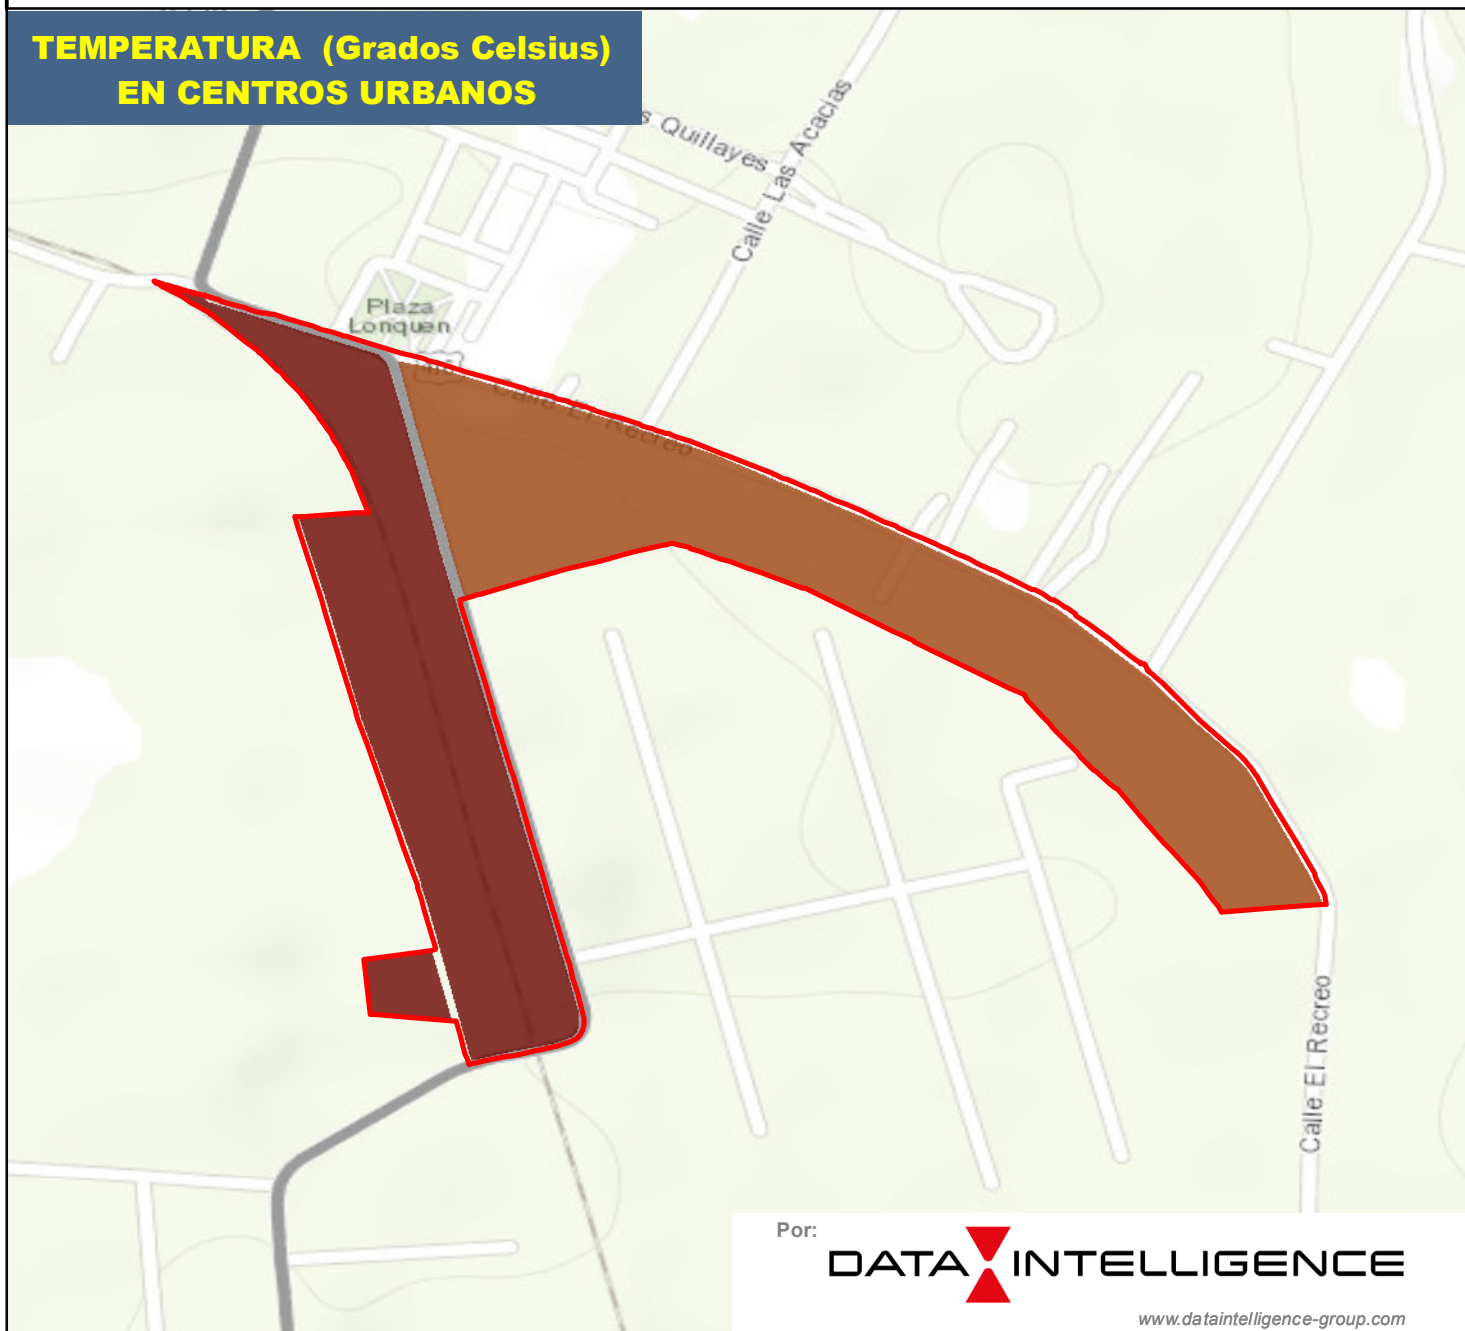 TEMPERATURA (Grados Celsius)
EN CENTROS URBANOS
s Quillayes
Calle Las Acacias
Plaza
Lonquen
Calle El Recreo
Calle El Recreo
Por:
DATA INTELLIGENCE
www.dataintelligence-group.com